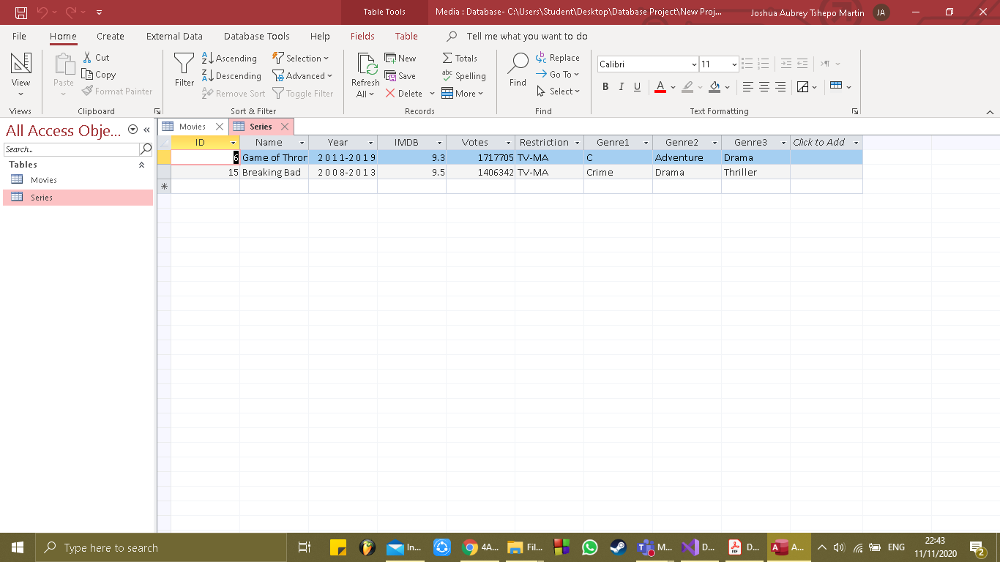 Table Tools Media : Database- C:\Users\Student\Desktop\Database Project\New Proj... Joshua Aubrey Tshepo Martin JA
File Home Create External Data Database Tools Help Fields Table Tell me what you want to do
View
Views
Paste
Cut
Copy
Format Painter
Clipboard
Filter
Ascending
Descending
Remove Sort
Selection
Advanced
Toggle Filter
Sort & Filter
Refresh
All
New
Save
Delete
Totals
Spelling
More
Records
Find
Replace
Go To
Select
Find
Calibri 11
B I U A
Text Formatting
All Access Obje...
Search...
Tables
Movies
Series
Movies Series
ID Name Year IMDB Votes Restriction Genre1 Genre2 Genre3 Click to Add
6 Game of Thror 2011-2019 9.3 1717705 TV-MA C Adventure Drama
15 Breaking Bad 2008-2013 9.5 1406342 TV-MA Crime Drama Thriller
Type here to search In... 4A... Fil... M... D... D... A... ENG 22:43
11/11/2020 2